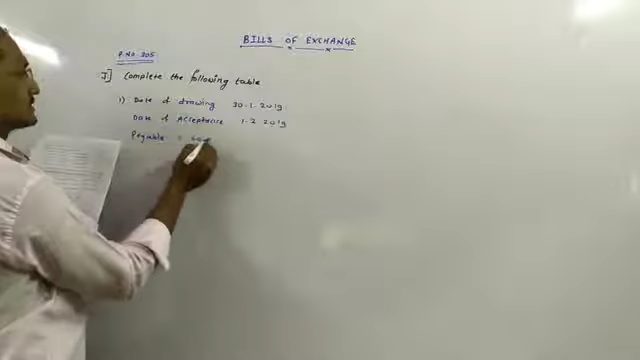 BILLS OF EXCHANGE
P.NO. 305
J] Complete the following table
1) Date of drawing 30.1.2019
Date of Acceptance 1.2 2019
Payable :